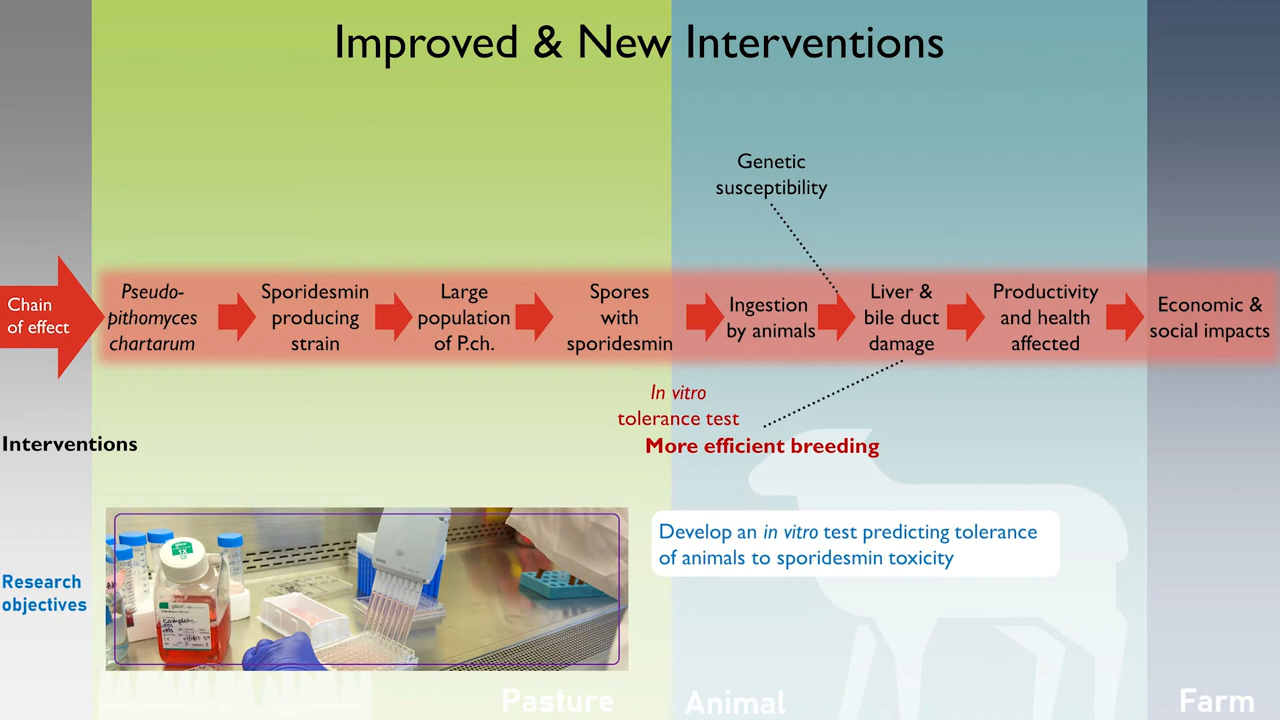 Improved & New Interventions
Genetic
susceptibility
Chain
of effect
Pseudo-
pithomyces
chartarum
Sporidesmin
producing
strain
Large
population
of P.ch.
Spores
with
sporidesmin
Ingestion
by animals
Liver &
bile duct
damage
Productivity
and health
affected
Economic &
social impacts
In vitro
tolerance test
More efficient breeding
Interventions
Develop an in vitro test predicting tolerance
of animals to sporidesmin toxicity
Research
objectives
1X
gibco
Complete
Pasture
Animal
Farm